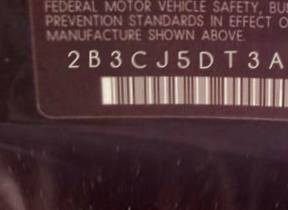 FEDERAL MOTOR VEHICLE SAFETY, BU
PREVENTION STANDARDS IN EFFECT O
MANUFACTURE SHOWN ABOVE.
2B3CJ5DT3A